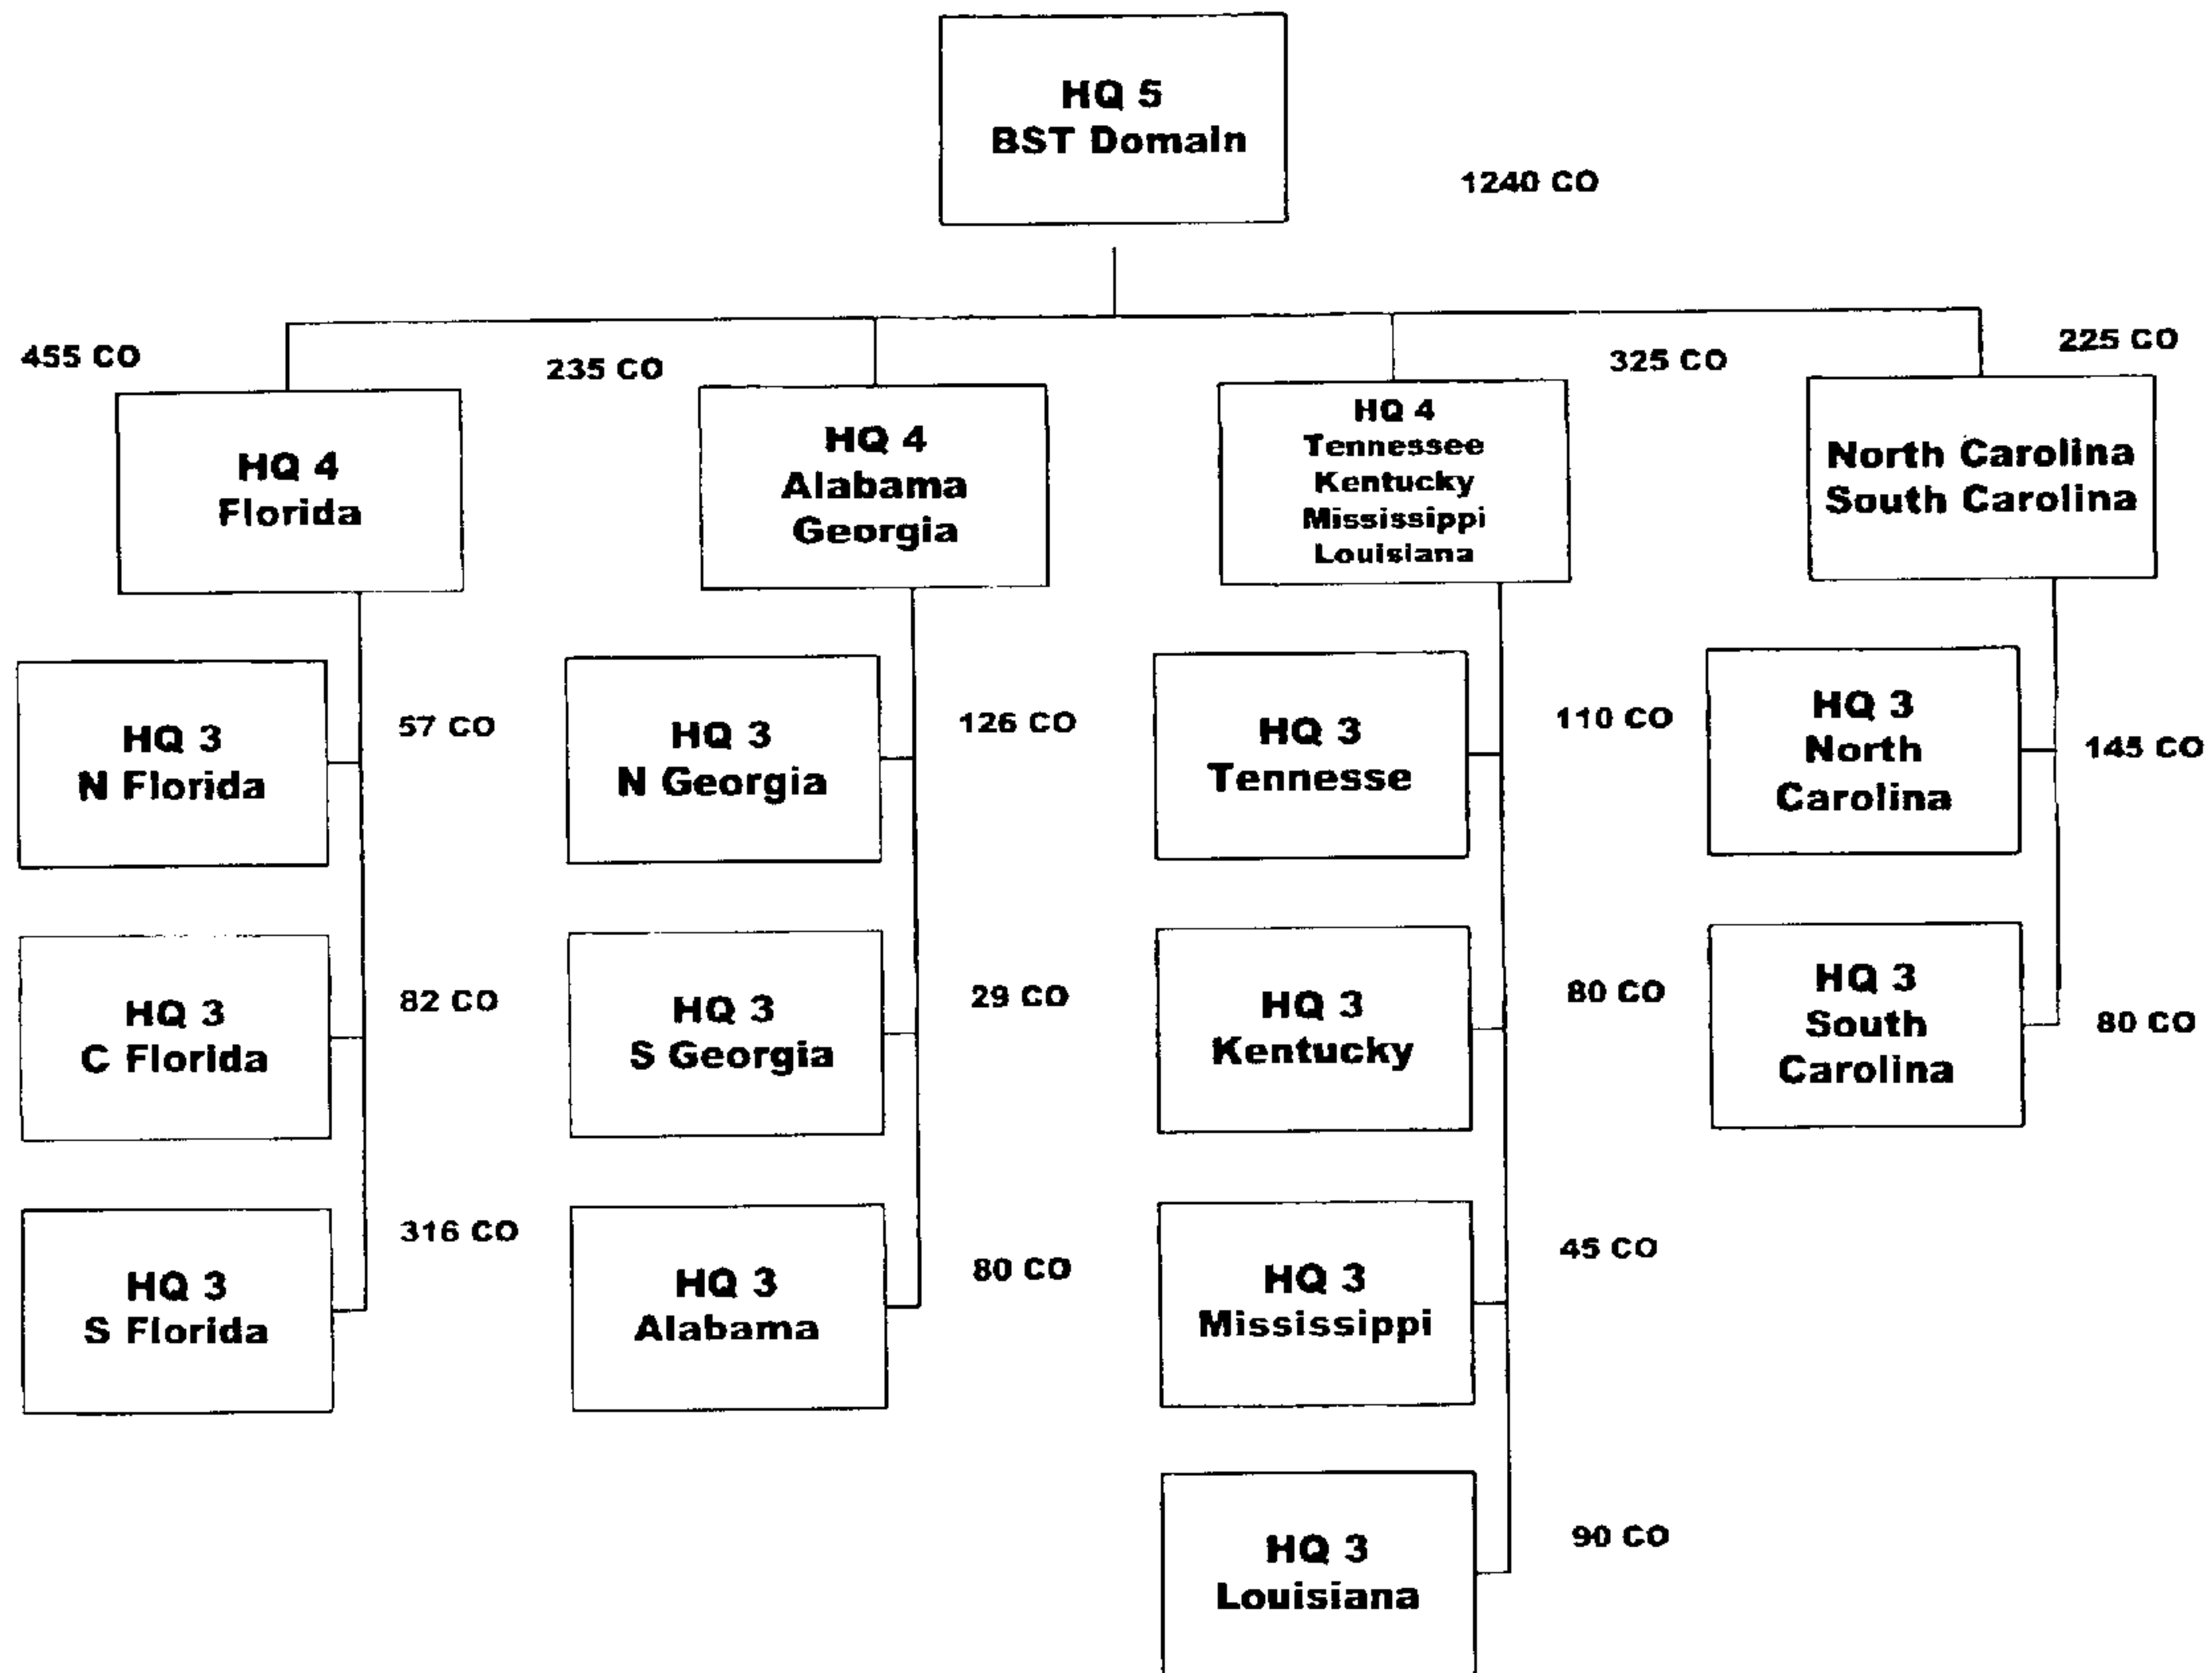 HQ 5
BST Domain
1240 CO
455 CO
HQ 4
Florida
235 CO
HQ 4
Alabama
Georgia
325 CO
HQ 4
Tennessee
Kentucky
Mississippi
Louisiana
225 CO
North Carolina
South Carolina
HQ 3
N Florida
57 CO
HQ 3
C Florida
82 CO
HQ 3
S Florida
316 CO
HQ 3
N Georgia
126 CO
HQ 3
S Georgia
29 CO
HQ 3
Alabama
80 CO
HQ 3
Tennesse
110 CO
HQ 3
Kentucky
80 CO
HQ 3
Mississippi
45 CO
HQ 3
Louisiana
90 CO
HQ 3
North
Carolina
145 CO
HQ 3
South
Carolina
80 CO